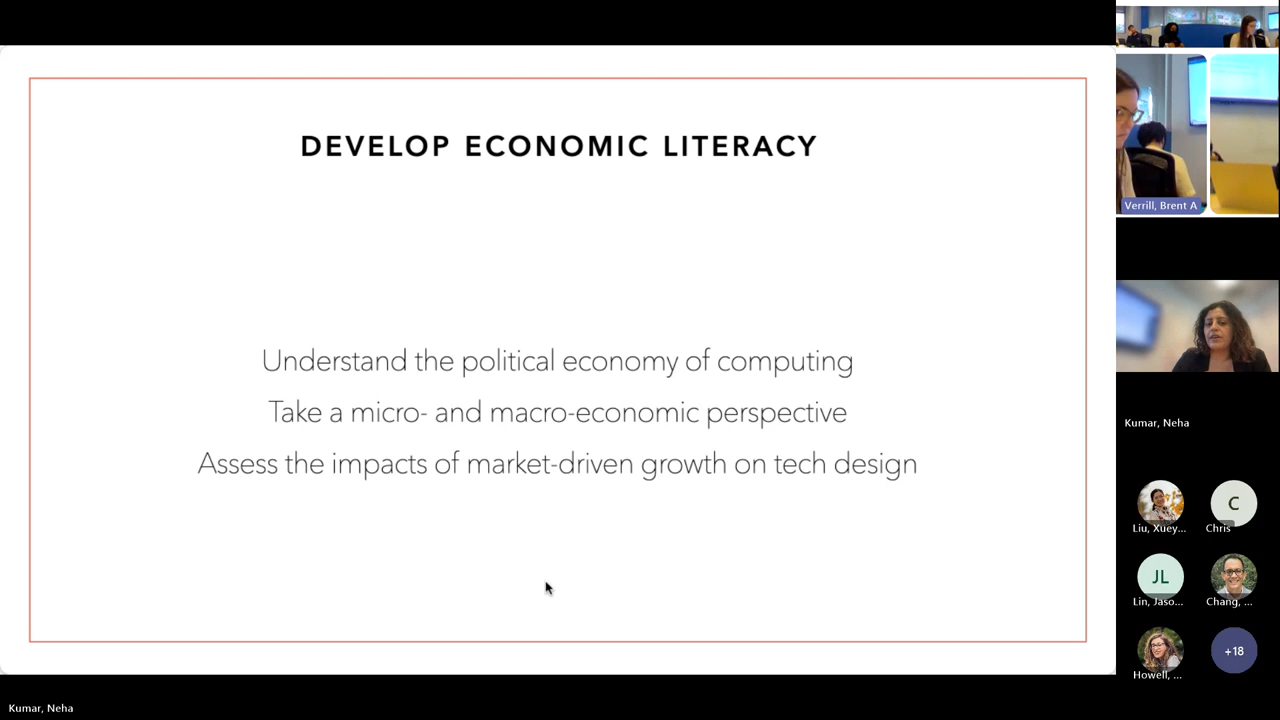 DEVELOP ECONOMIC LITERACY
Understand the political economy of computing
Take a micro- and macro-economic perspective
Assess the impacts of market-driven growth on tech design
Verrill, Brent A
Kumar, Neha
Liu, Xuey...
C
Chris
JL
Lin, Jaso...
Chang, ...
Howell, ...
+18
Kumar, Neha